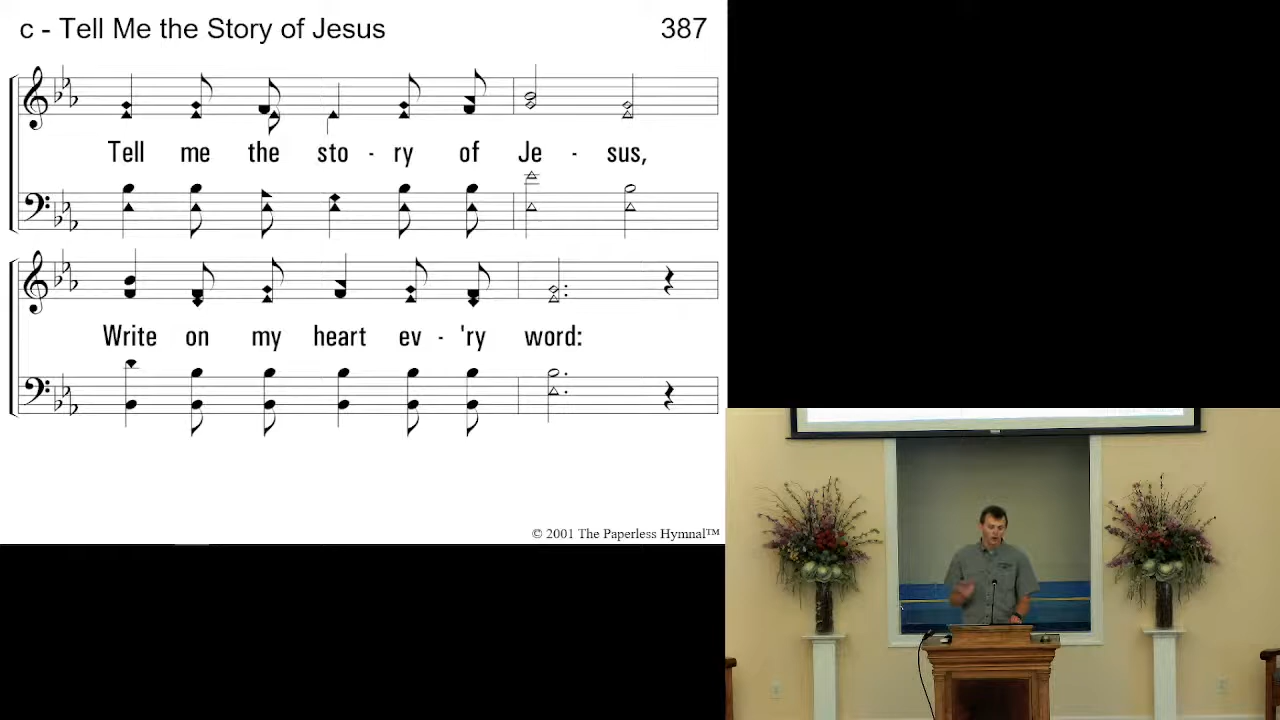 c - Tell Me the Story of Jesus 387
Tell me the sto - ry of Je - sus,
Write on my heart ev - 'ry word:
© 2001 The Paperless Hymnal™